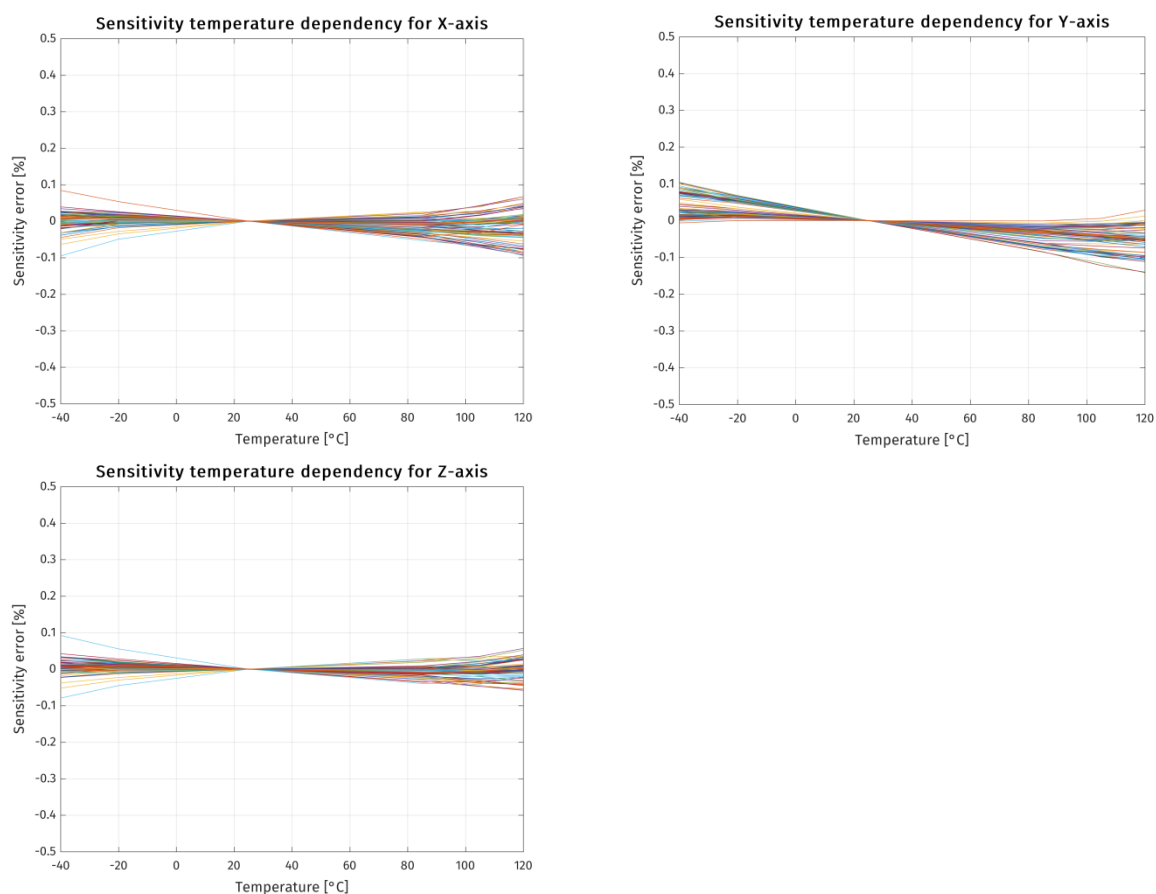 Sensitivity temperature dependency for X-axis
0.5
0.4
0.3
0.2
0.1
0
-0.1
-0.2
-0.3
-0.4
-0.5
Sensitivity error [%]
-40 -20 0 20 40 60 80 100 120
Temperature [°C]
Sensitivity temperature dependency for Y-axis
0.5
0.4
0.3
0.2
0.1
0
-0.1
-0.2
-0.3
-0.4
-0.5
Sensitivity error [%]
-40 -20 0 20 40 60 80 100 120
Temperature [°C]
Sensitivity temperature dependency for Z-axis
0.5
0.4
0.3
0.2
0.1
0
-0.1
-0.2
-0.3
-0.4
-0.5
Sensitivity error [%]
-40 -20 0 20 40 60 80 100 120
Temperature [°C]